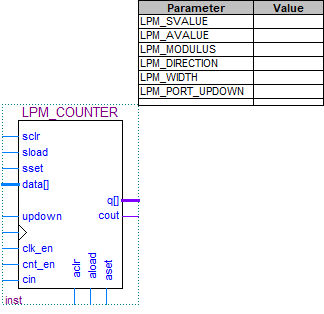 Parameter Value
LPM_SVALUE
LPM_AVALUE
LPM_MODULUS
LPM_DIRECTION
LPM_WIDTH
LPM_PORT_UPDOWN
LPM_COUNTER
sclr
sload
sset
data[]
q[]
updown
cout
clk_en
cnt_en
cin
aclr
aload
aset
inst